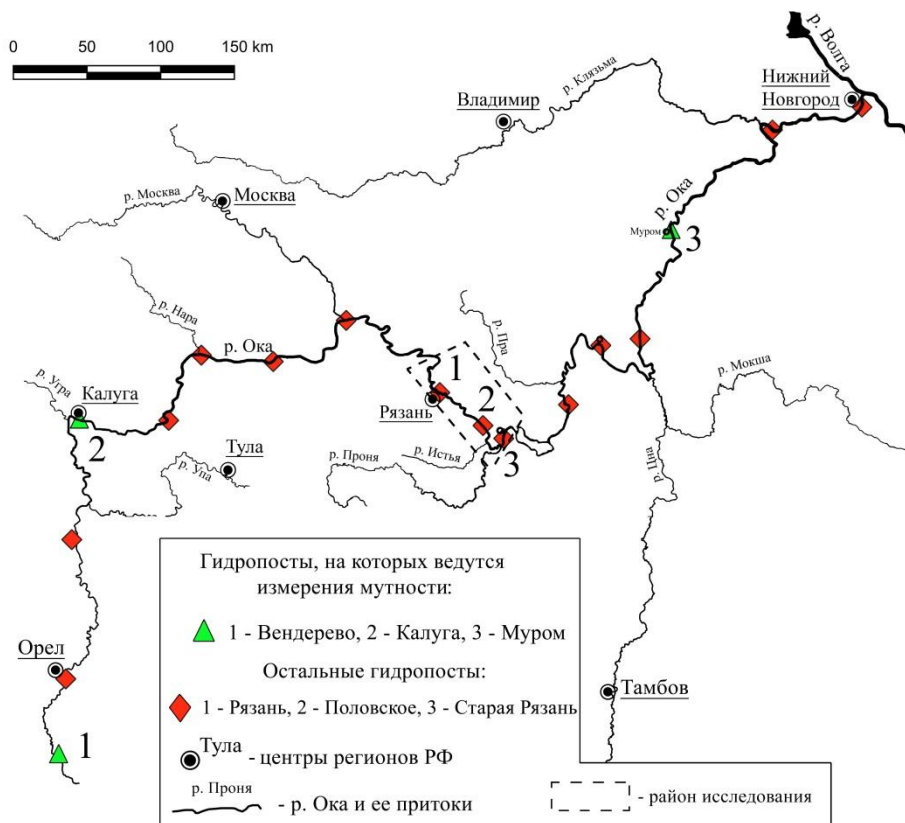 0 50 100 150 km
р. Волга
Нижний
Новгород
р. Клязьма
Владимир
р. Москва
Москва
р. Ока
Муром
3
р. Нара
р. Ока
р. Пра
р. Мокша
р. Угра
Калуга
2
1
Рязань
2
3
Тула
р. Упа
р. Проня
р. Истья
р. Цна
Гидропосты, на которых ведутся
измерения мутности:
1 - Вендерево, 2 - Калуга, 3 - Муром
Остальные гидропосты:
1 - Рязань, 2 - Половское, 3 - Старая Рязань
Тула - центры регионов РФ
р. Проня
- р. Ока и ее притоки
- район исследования
Орел
1
Тамбов